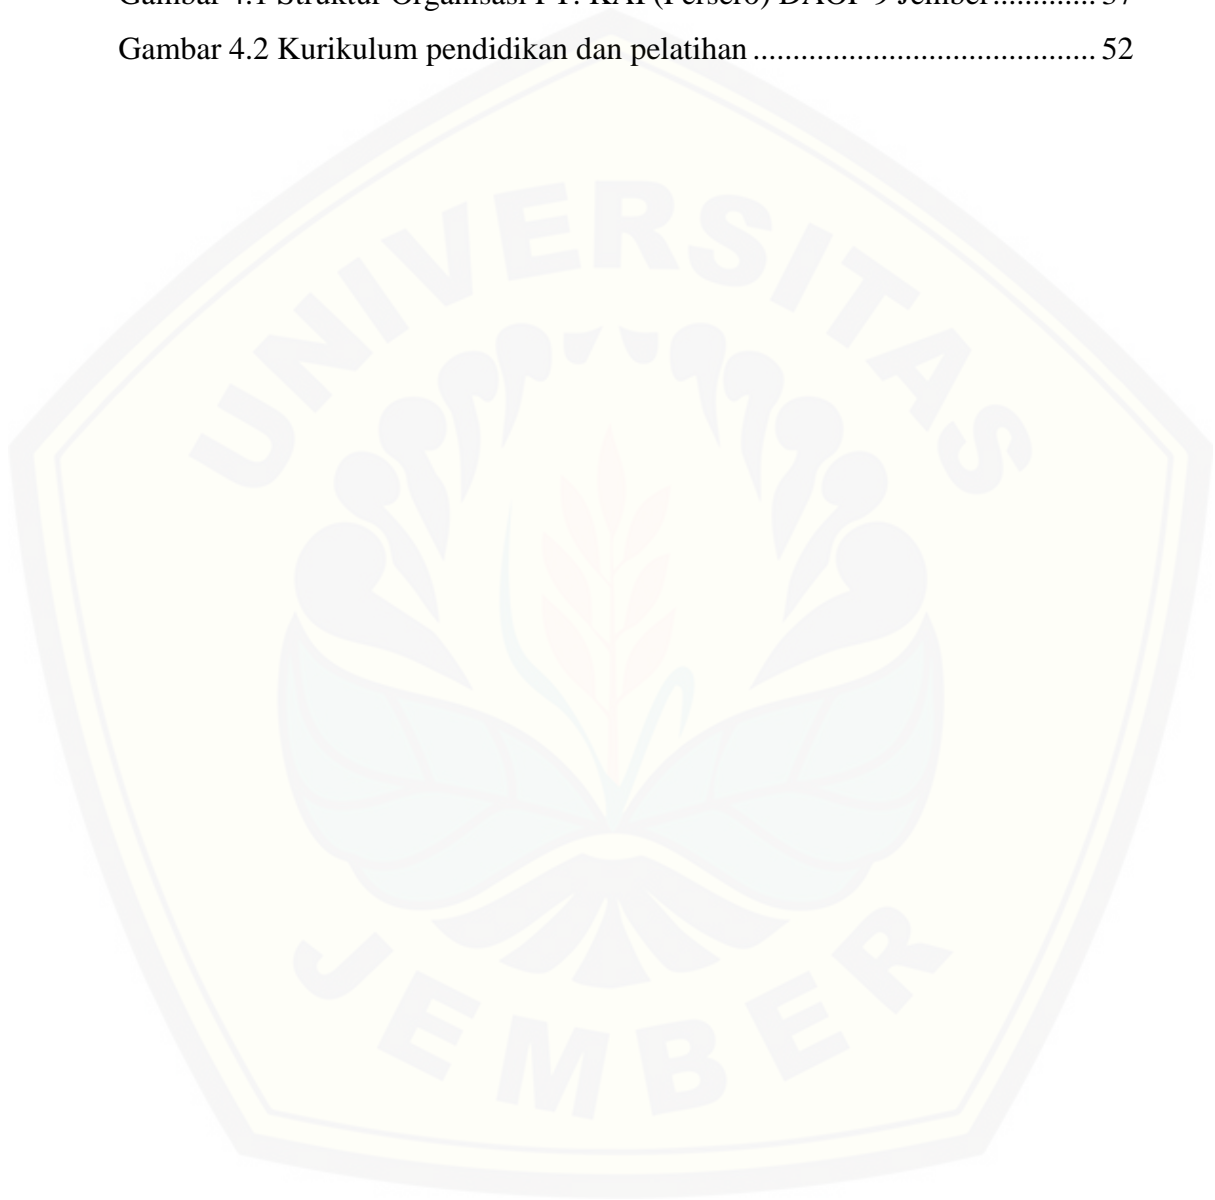 Gambar 4.1 Struktur Organisasi PT. KAI (Persero) DAOP 9 Jember............. 37
Gambar 4.2 Kurikulum pendidikan dan pelatihan ........................................... 52
UNIVERSITAS
JEMBER